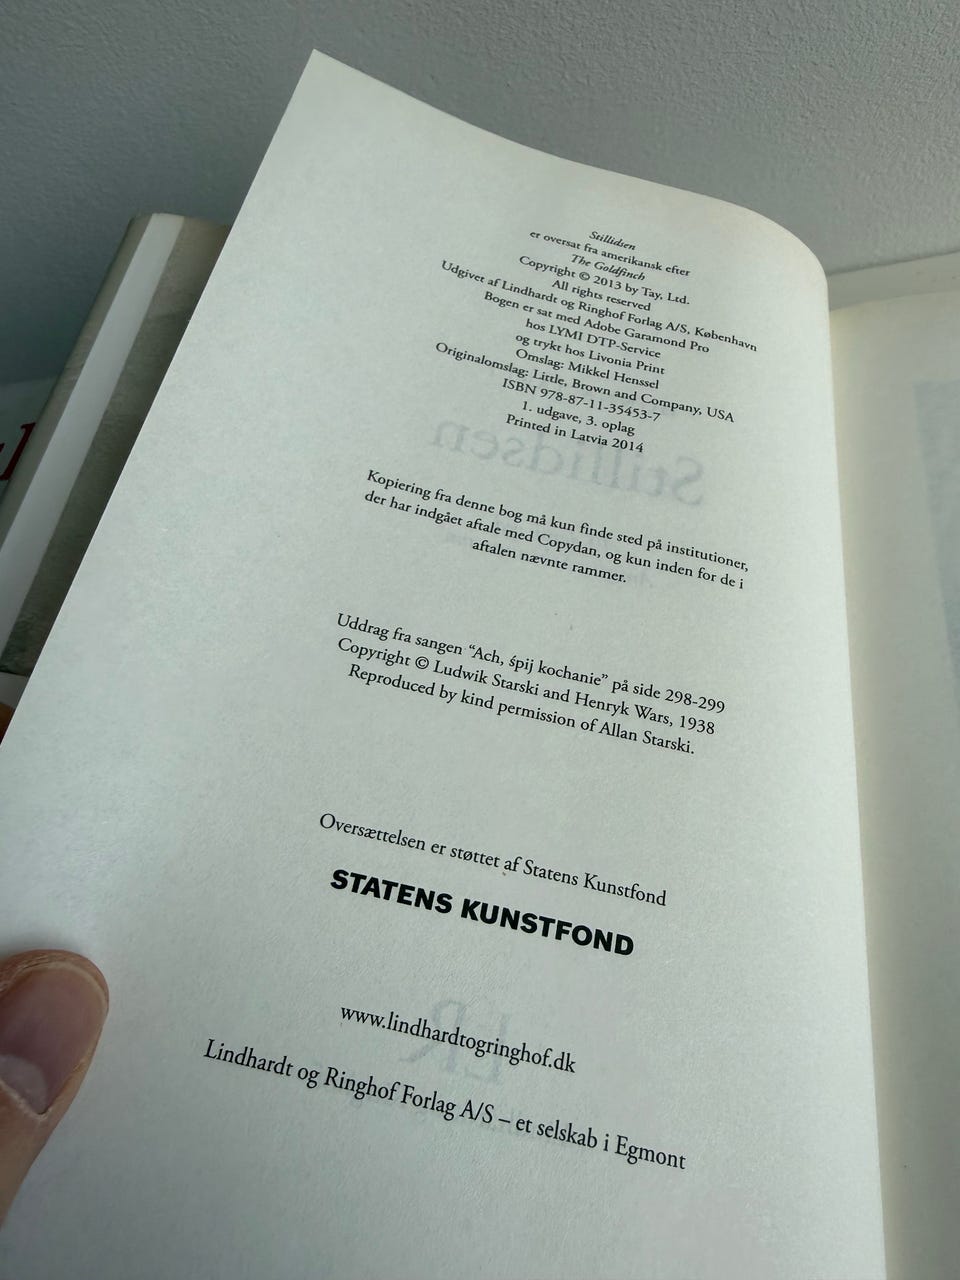 Stillidsen
er oversat fra amerikansk efter
The Goldfinch
Copyright © 2013 by Tay, Ltd.
All rights reserved
Udgivet af Lindhardt og Ringhof Forlag A/S, København
Bogen er sat med Adobe Garamond Pro
hos LYMI DTP-Service
og trykt hos Livonia Print
Omslag: Mikkel Henssel
Originalomslag: Little, Brown and Company, USA
ISBN 978-87-11-35453-7
1. udgave, 3. oplag
Printed in Latvia 2014
Stillidsen
Kopiering fra denne bog må kun finde sted på institutioner,
der har indgået aftale med Copydan, og kun inden for de i
aftalen nævnte rammer.
Uddrag fra sangen “Ach, śpij kochanie” på side 298-299
Copyright © Ludwik Starski and Henryk Wars, 1938
Reproduced by kind permission of Allan Starski.
Oversættelsen er støttet af Statens Kunstfond
STATENS KUNSTFOND
www.lindhardtogringhof.dk
LR
Lindhardt og Ringhof Forlag A/S – et selskab i Egmont